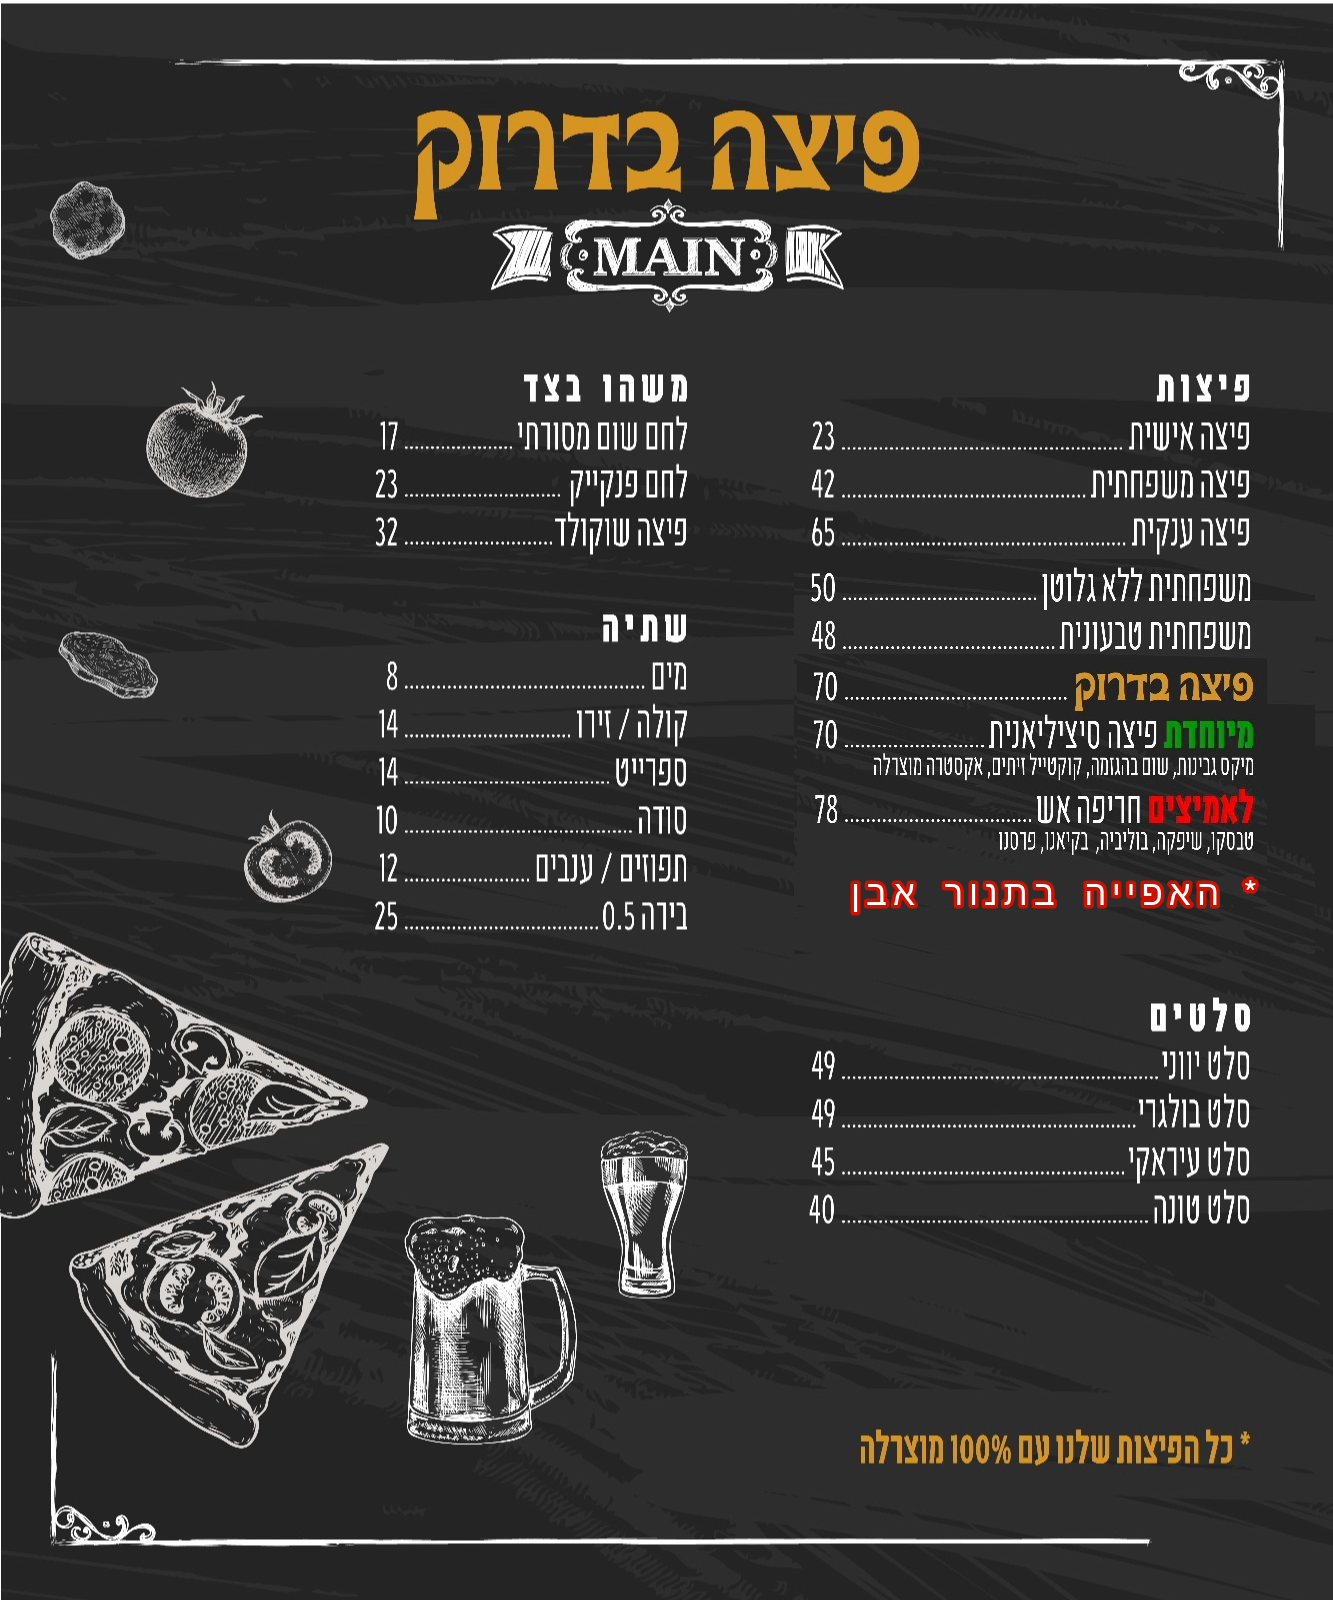 פיצה בדרוק
MAIN
פיצות
פיצה אישית 23
פיצה משפחתית 42
פיצה ענקית 65
משפחתית ללא גלוטן 50
משפחתית טבעונית 48
פיצה בדרוק 70
מיוחדת פיצה סיציליאנית 70
מיקס גבינות, שום בהגזמה, קוקטייל זיתים, אקסטרה מוצרלה
לאמיצים חריפה אש 78
טבסקו, שיפקה, בוליביה, בקיאנו, פרסנו
* האפייה בתנור אבן
סלטים
סלט יווני 49
סלט בולגרי 49
סלט עיראקי 45
סלט טונה 40
משהו בצד
לחם שום מסורתי 17
לחם פנקייק 23
פיצה שוקולד 32
שתיה
מים 8
קולה / זירו 14
ספרייט 14
סודה 10
תפוזים / ענבים 12
בירה 0.5 25
* כל הפיצות שלנו עם 100% מוצרלה